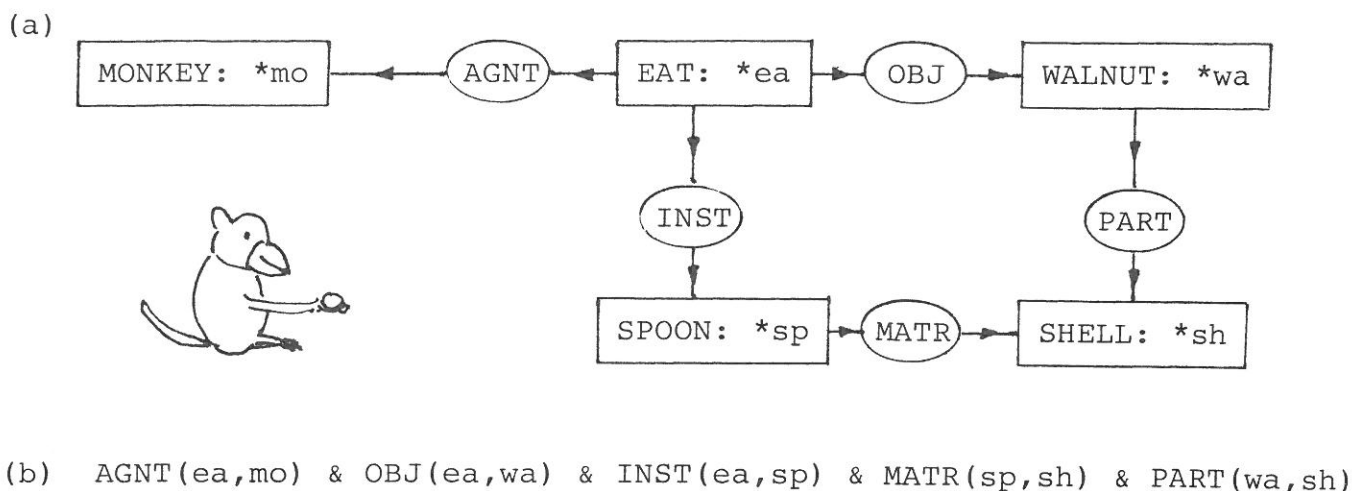 (a)
MONKEY: *mo AGNT EAT: *ea OBJ WALNUT: *wa
INST PART
SPOON: *sp MATR SHELL: *sh
(b) AGNT(ea,mo) & OBJ(ea,wa) & INST(ea,sp) & MATR(sp,sh) & PART(wa,sh)